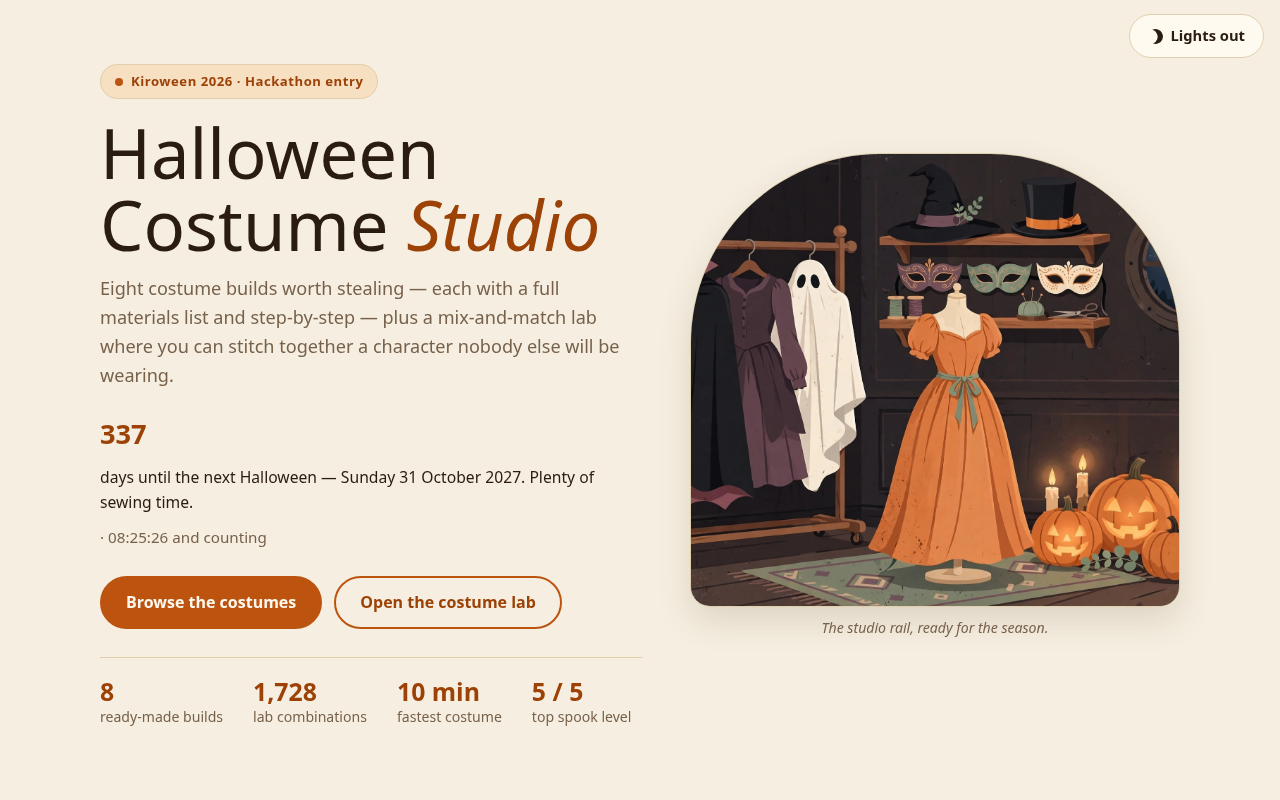 Lights out
Kiroween 2026 · Hackathon entry
Halloween
Costume Studio
Eight costume builds worth stealing — each with a full
materials list and step-by-step — plus a mix-and-match lab
where you can stitch together a character nobody else will be
wearing.
337
days until the next Halloween — Sunday 31 October 2027. Plenty of
sewing time.
· 08:25:26 and counting
Browse the costumes
Open the costume lab
The studio rail, ready for the season.
8
ready-made builds
1,728
lab combinations
10 min
fastest costume
5 / 5
top spook level